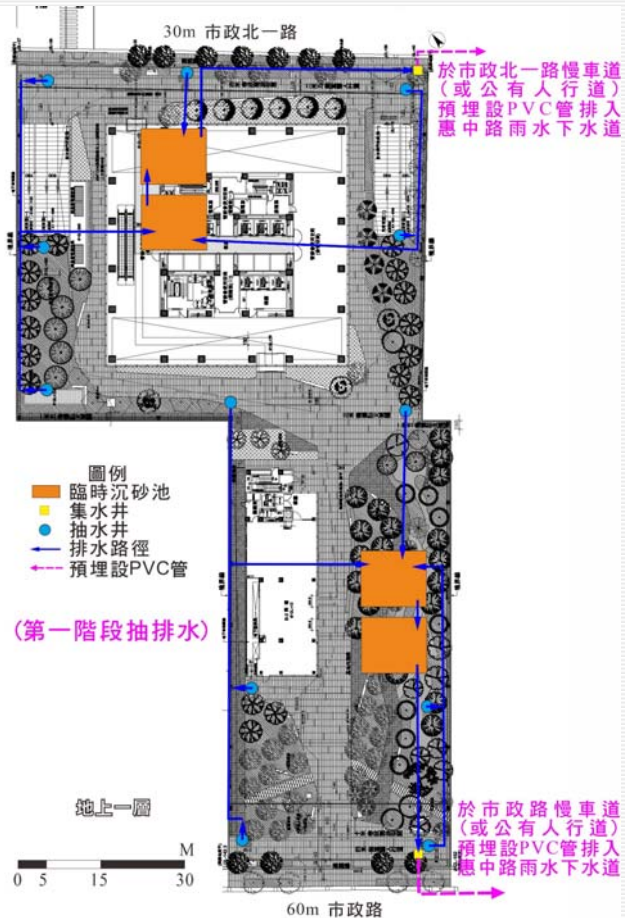 30m 市政北一路
於市政北一路慢車道
(或公有人行道)
預埋設PVC管排入
惠中路雨水下水道
圖例
臨時沉砂池
集水井
抽水井
排水路徑
預埋設PVC管
(第一階段抽排水)
地上一層
M
0 5 15 30
於市政路慢車道
(或公有人行道)
預埋設PVC管排入
惠中路雨水下水道
60m 市政路